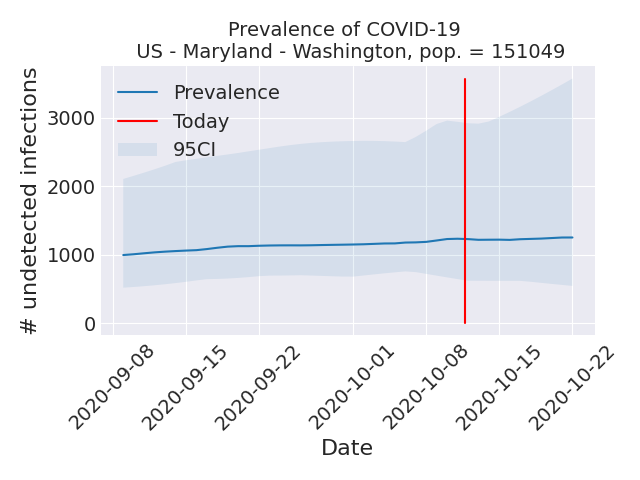 Prevalence of COVID-19
US - Maryland - Washington, pop. = 151049
# undetected infections
3000
2000
1000
0
Prevalence
Today
95CI
2020-09-08
2020-09-15
2020-09-22
2020-10-01
2020-10-08
2020-10-15
2020-10-22
Date